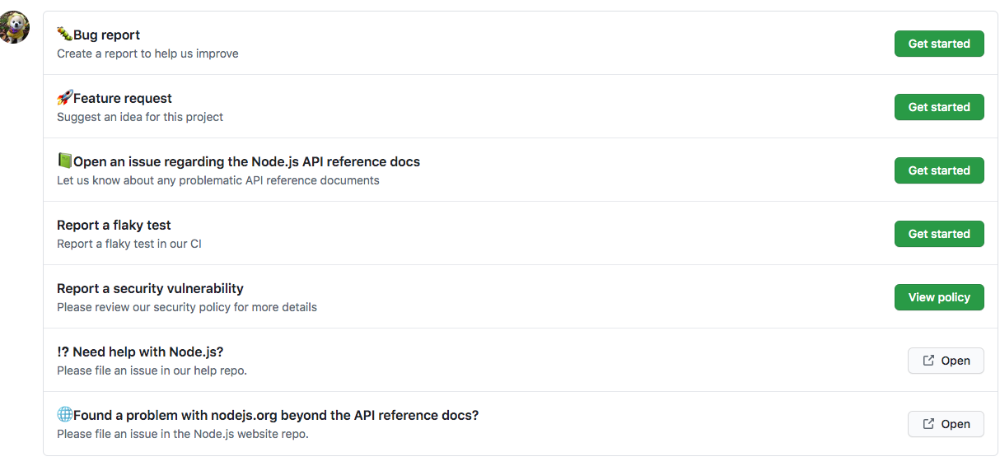 🐛Bug report
Create a report to help us improve
Get started
🚀Feature request
Suggest an idea for this project
Get started
📗Open an issue regarding the Node.js API reference docs
Let us know about any problematic API reference documents
Get started
Report a flaky test
Report a flaky test in our CI
Get started
Report a security vulnerability
Please review our security policy for more details
View policy
⁉ Need help with Node.js?
Please file an issue in our help repo.
Open
🌐Found a problem with nodejs.org beyond the API reference docs?
Please file an issue in the Node.js website repo.
Open